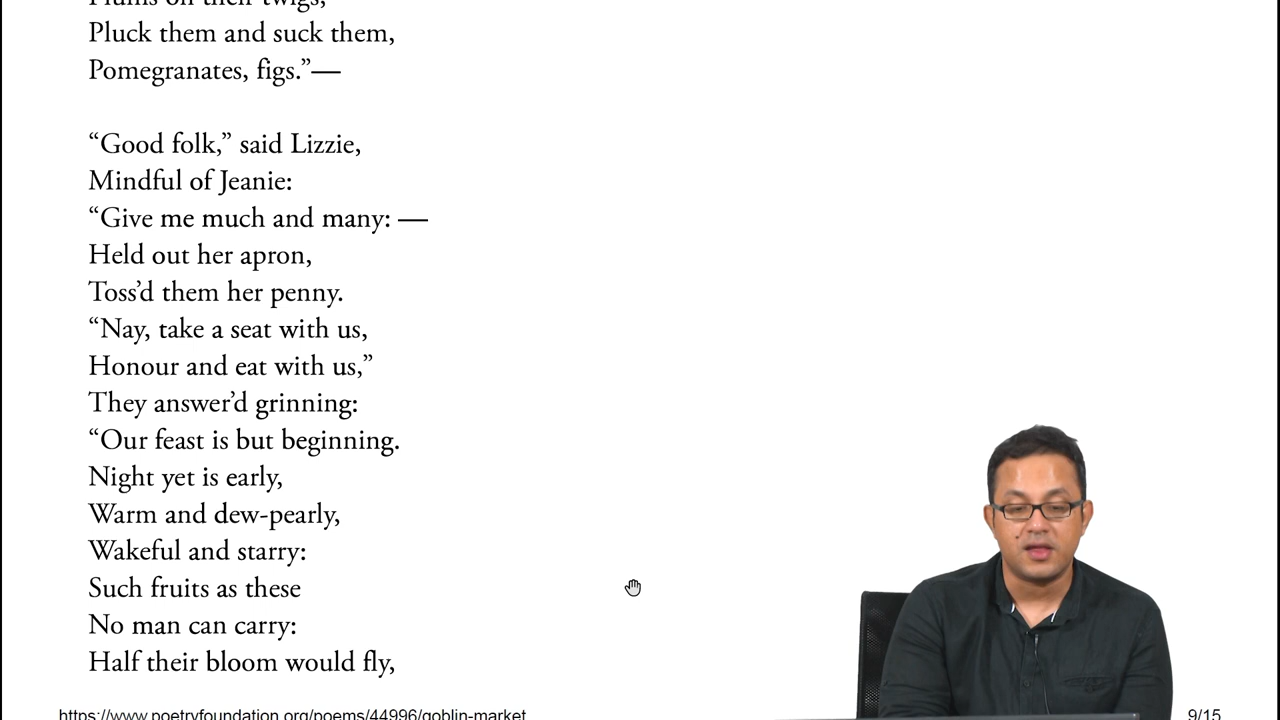 Plums on their twigs;
Pluck them and suck them,
Pomegranates, figs.”—
“Good folk,” said Lizzie,
Mindful of Jeanie:
“Give me much and many: —
Held out her apron,
Toss’d them her penny.
“Nay, take a seat with us,
Honour and eat with us,”
They answer’d grinning:
“Our feast is but beginning.
Night yet is early,
Warm and dew-pearly,
Wakeful and starry:
Such fruits as these
No man can carry:
Half their bloom would fly,
https://www.poetryfoundation.org/poems/44996/goblin-market
9/15